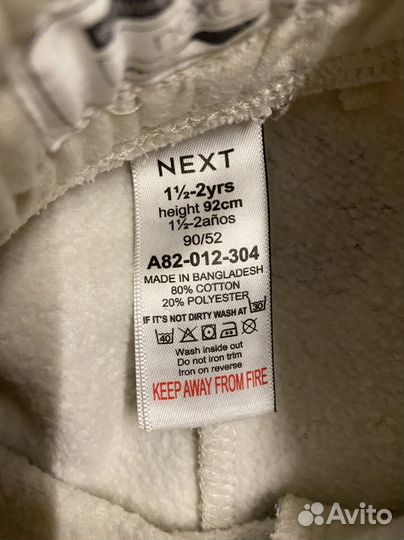 NEXT
1½-2yrs
height 92cm
1½-2años
90/52
A82-012-304
MADE IN BANGLADESH
80% COTTON
20% POLYESTER
IF IT'S NOT DIRTY WASH AT 30
40
Wash inside out
Do not iron trim
Iron on reverse
KEEP AWAY FROM FIRE
Avito